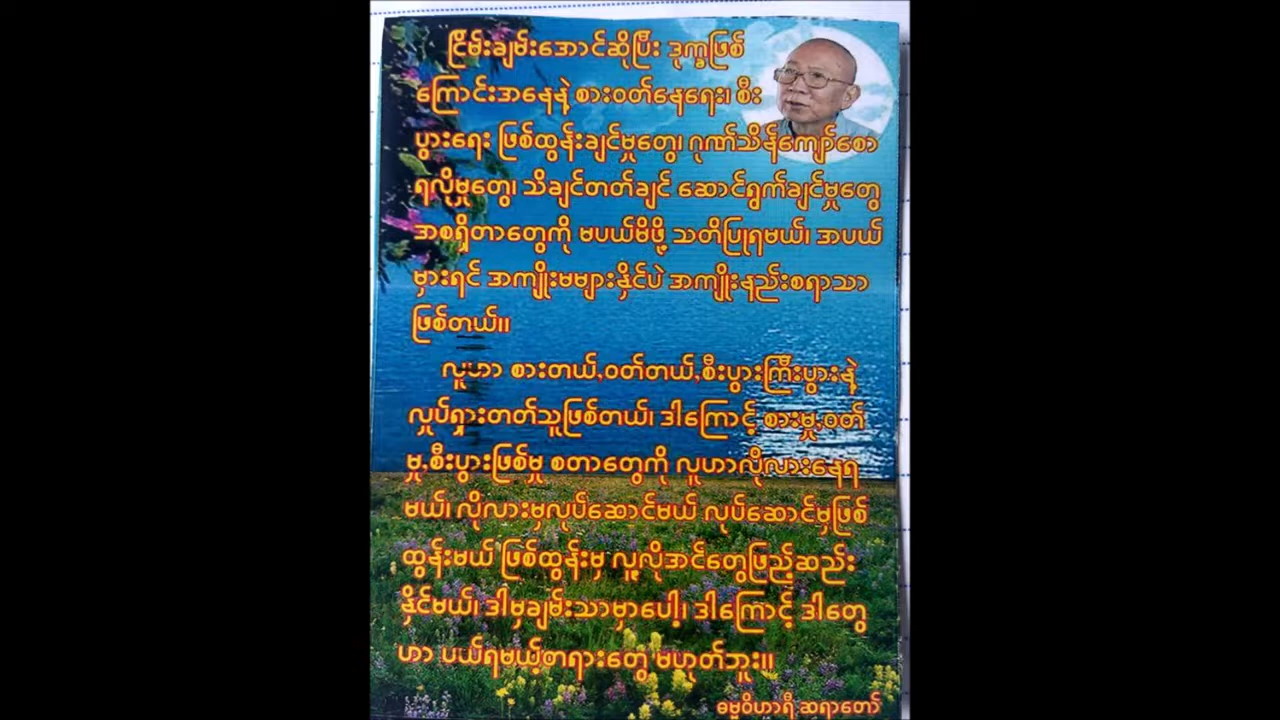 ငြိမ်းချမ်းအောင်ဆိုပြီး ဒုက္ခဖြစ်
ကြောင်းအနေနဲ့ စားဝတ်နေရေး၊ စီး
ပွားရေး ဖြစ်ထွန်းချင်မှုတွေ၊ ဂုဏ်သိန်ကျော်စော
ရလိုမှုတွေ၊ သိချင်တတ်ချင် ဆောင်ရွက်ချင်မှုတွေ
အစရှိတာတွေကို မပယ်မိဖို့ သတိပြုရမယ်၊ အပယ်
မှားရင် အကျိုးမများနိုင်ပဲ အကျိုးနည်းစရာသာ
ဖြစ်တယ်။
လူဟာ စားတယ်,ဝတ်တယ်,စီးပွားကြီးပွားနဲ့
လှုပ်ရှားတတ်သူဖြစ်တယ်၊ ဒါကြောင့် စားမှု,ဝတ်
မှု,စီးပွားဖြစ်မှု စတာတွေကို လူဟာလိုလားနေရ
မယ်၊ လိုလားမှလုပ်ဆောင်မယ် လုပ်ဆောင်မှဖြစ်
ထွန်းမယ် ဖြစ်ထွန်းမှ လူ့လိုအင်တွေဖြည့်ဆည်း
နိုင်မယ်၊ ဒါမှချမ်းသာမှာပေါ့၊ ဒါကြောင့် ဒါတွေ
ဟာ ပယ်ရမယ့်တရားတွေ မဟုတ်ဘူး။
ဓမ္မဝိဟာရီ ဆရာတော်